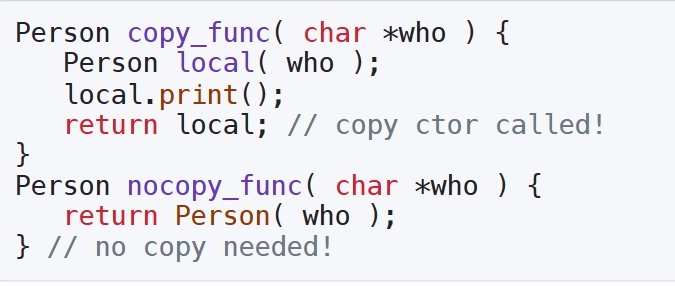 Person copy_func( char *who ) {
   Person local( who );
   local.print();
   return local; // copy ctor called!
}
Person nocopy_func( char *who ) {
   return Person( who );
} // no copy needed!